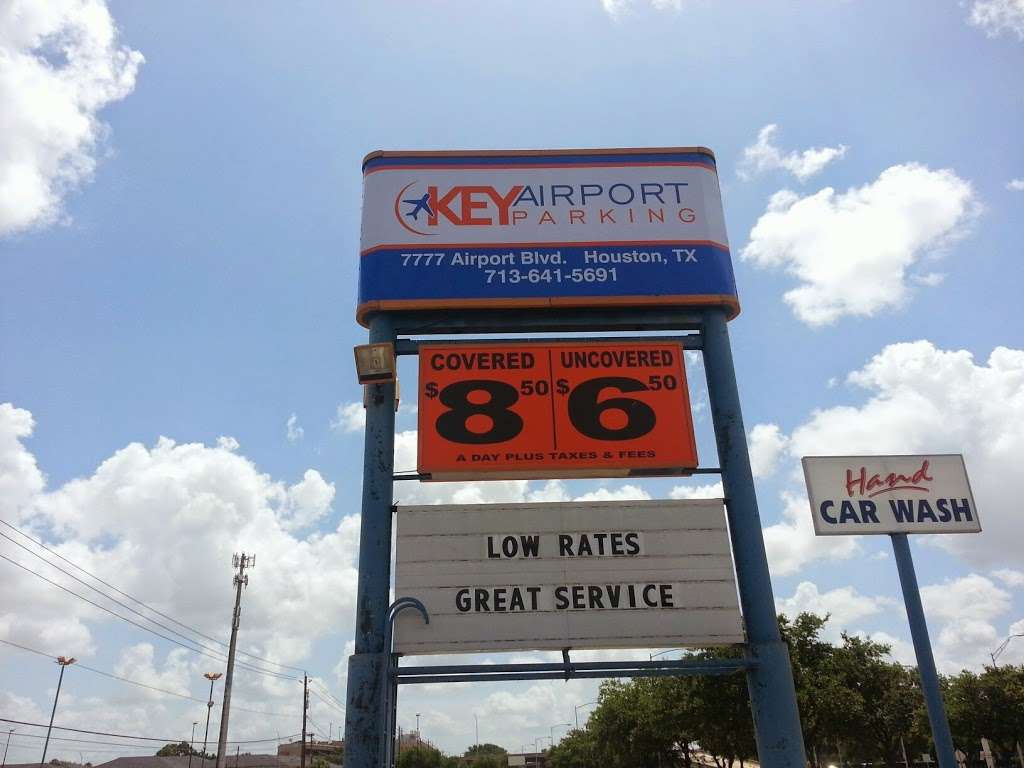 KEY AIRPORT
PARKING
7777 Airport Blvd. Houston, TX
713-641-5691
COVERED
$8 50
UNCOVERED
$6 50
A DAY PLUS TAXES & FEES
LOW RATES
GREAT SERVICE
Hand
CAR WASH